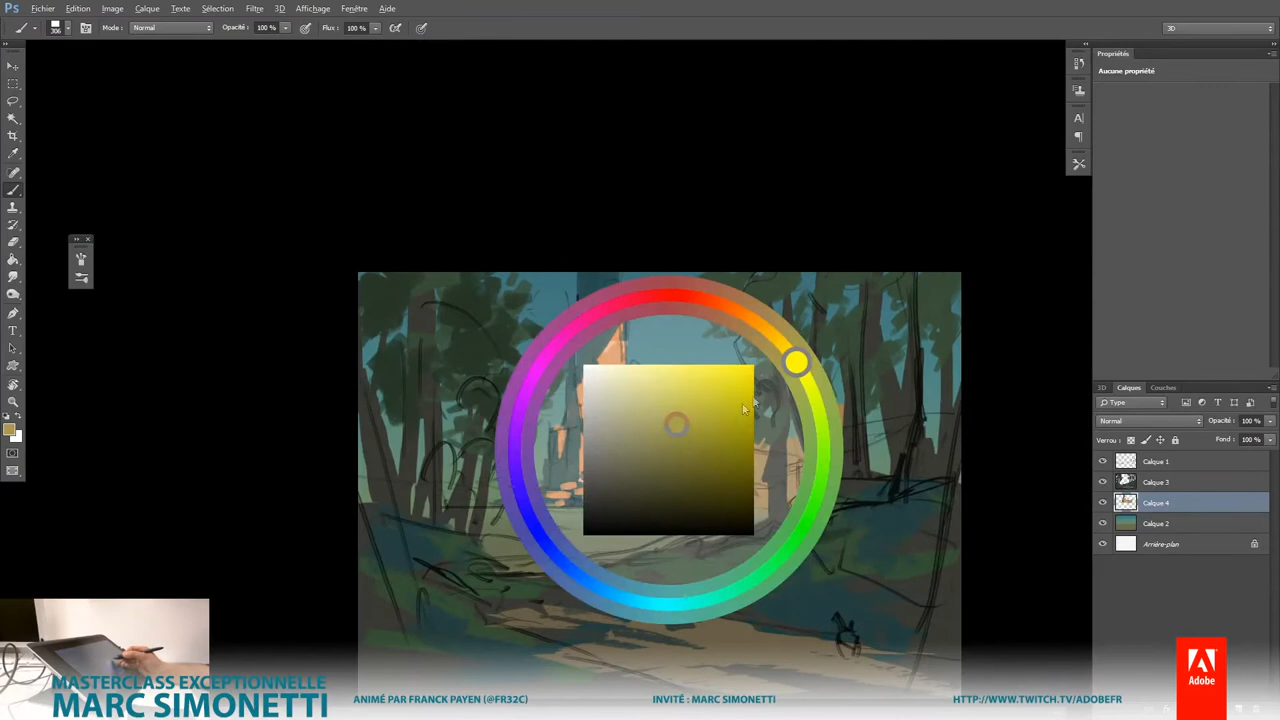 Ps Fichier Edition Image Calque Texte Sélection Filtre 3D Affichage Fenêtre Aide
306 Mode : Normal Opacité : 100 % Flux : 100 % 3D
Propriétés
Aucune propriété
3D Calques Couches
Type
Normal Opacité : 100 %
Verrou : Fond : 100 %
Calque 1
Calque 3
Calque 4
Calque 2
Arrière-plan
MASTERCLASS EXCEPTIONNELLE
MARC SIMONETTI
ANIMÉ PAR FRANCK PAYEN (@FR32C) INVITÉ : MARC SIMONETTI HTTP://WWW.TWITCH.TV/ADOBEFR
Adobe